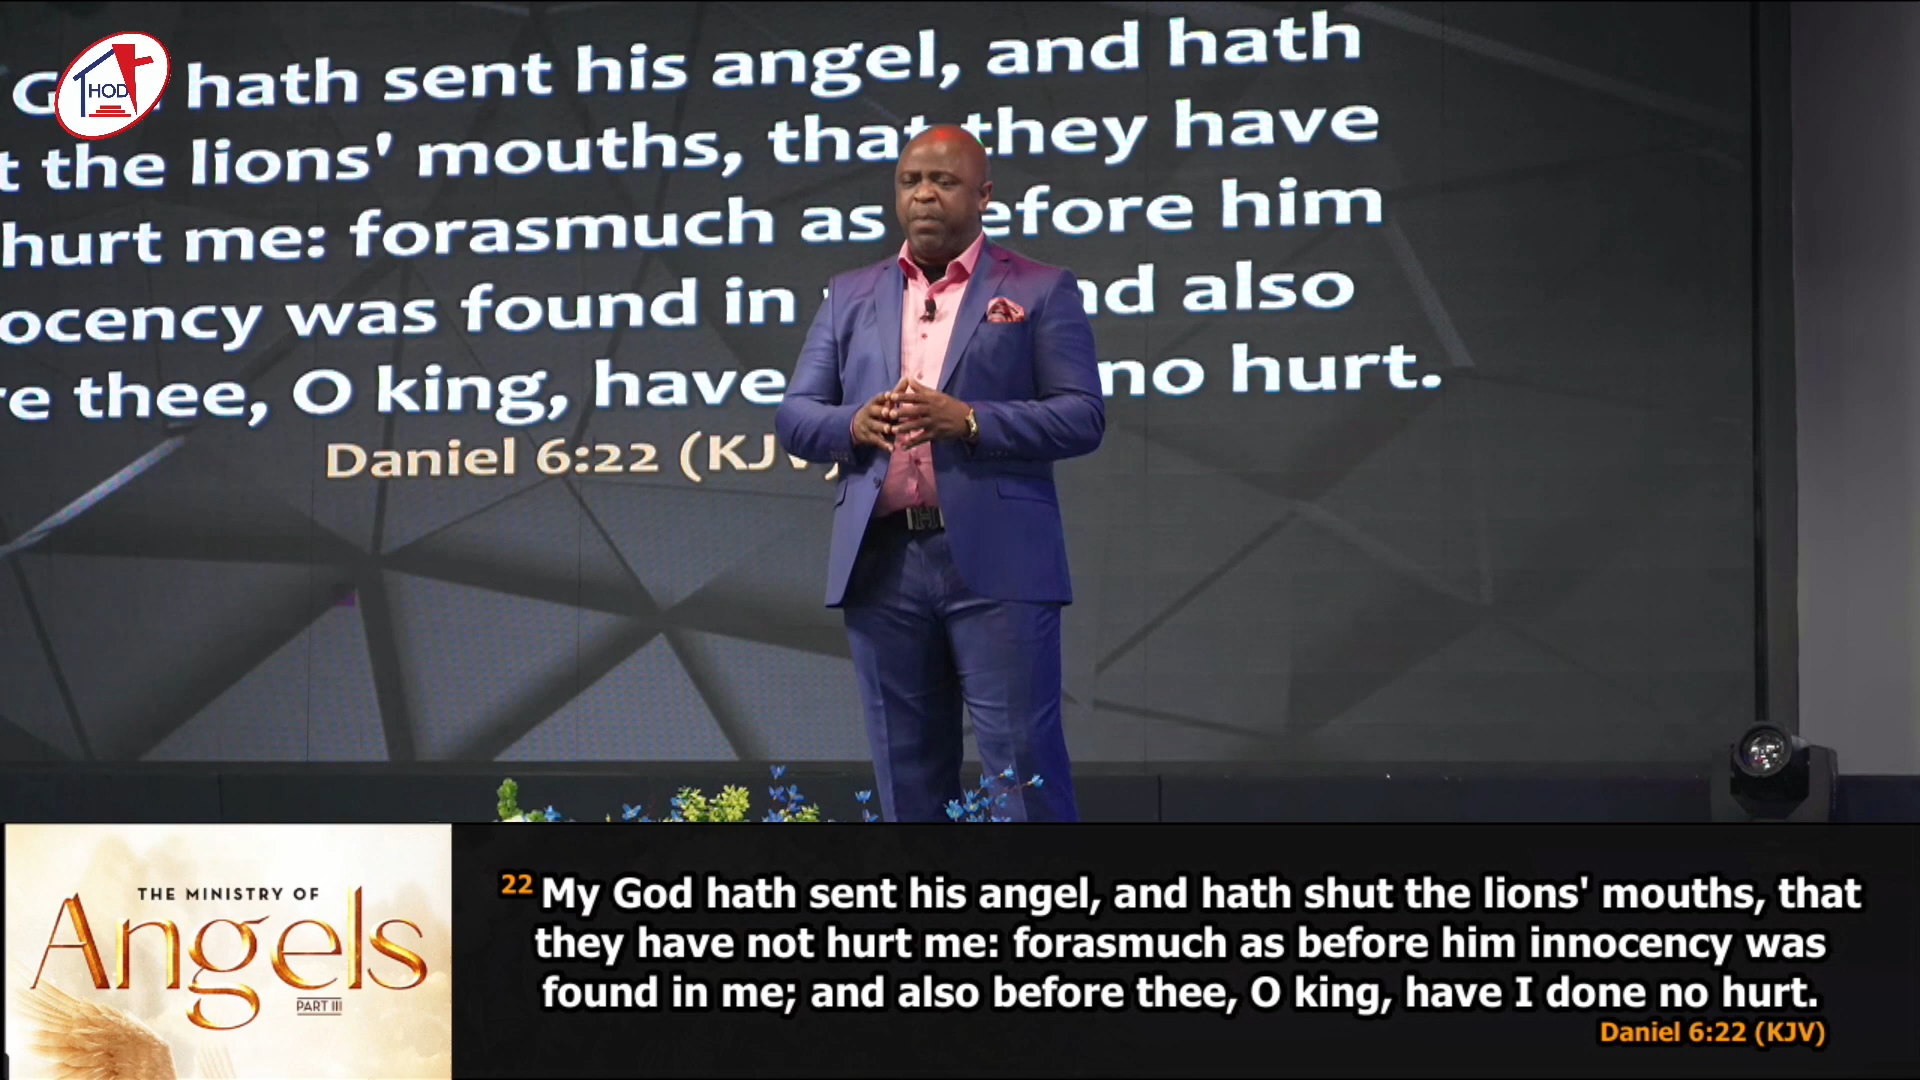 HOD
hath sent his angel, and hath
the lions' mouths, that they have
hurt me: forasmuch as before him
was found in and also
thee, O king, have no hurt.
Daniel 6:22 (KJV)
THE MINISTRY OF
Angels
PART III
22 My God hath sent his angel, and hath shut the lions' mouths, that
they have not hurt me: forasmuch as before him innocency was
found in me; and also before thee, O king, have I done no hurt.
Daniel 6:22 (KJV)